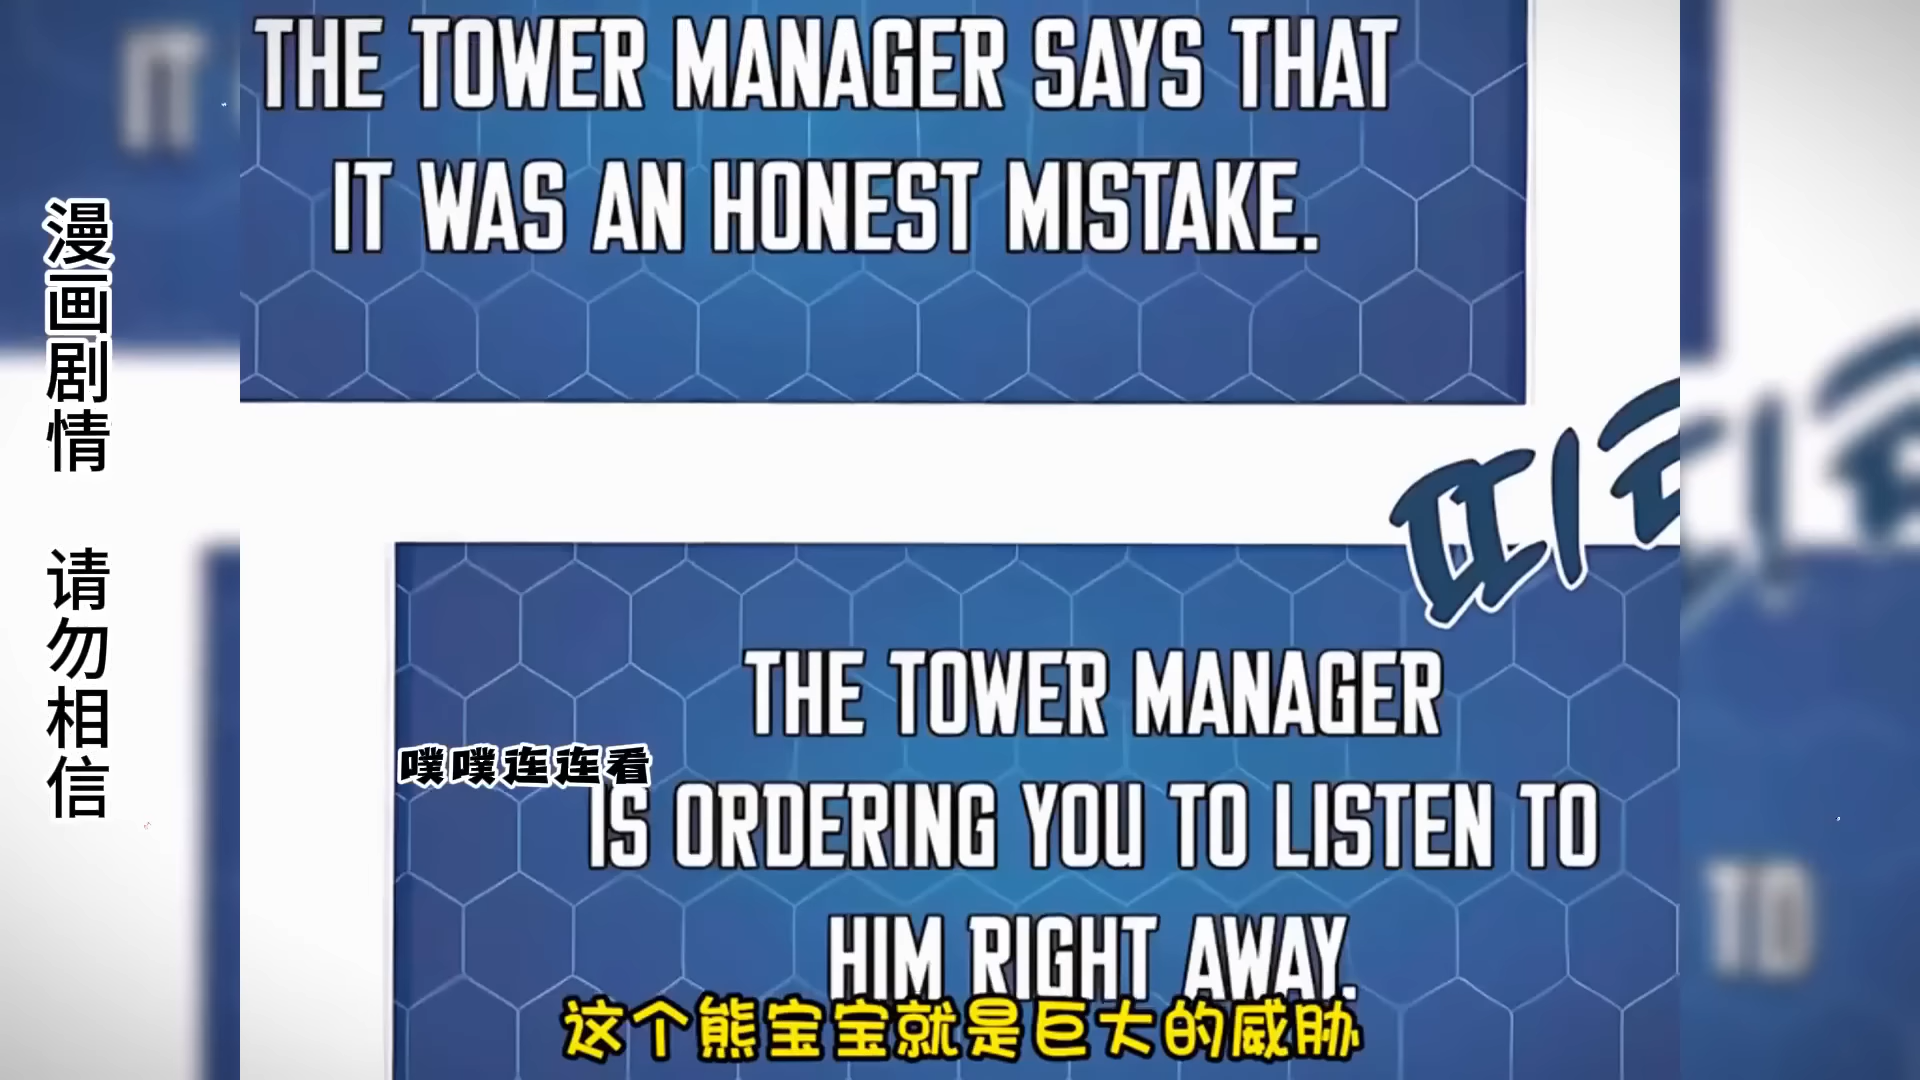 THE TOWER MANAGER SAYS THAT
IT WAS AN HONEST MISTAKE.
漫画剧情 请勿相信
THE TOWER MANAGER
噗噗连连看
IS ORDERING YOU TO LISTEN TO
HIM RIGHT AWAY.
这个熊宝宝就是巨大的威胁